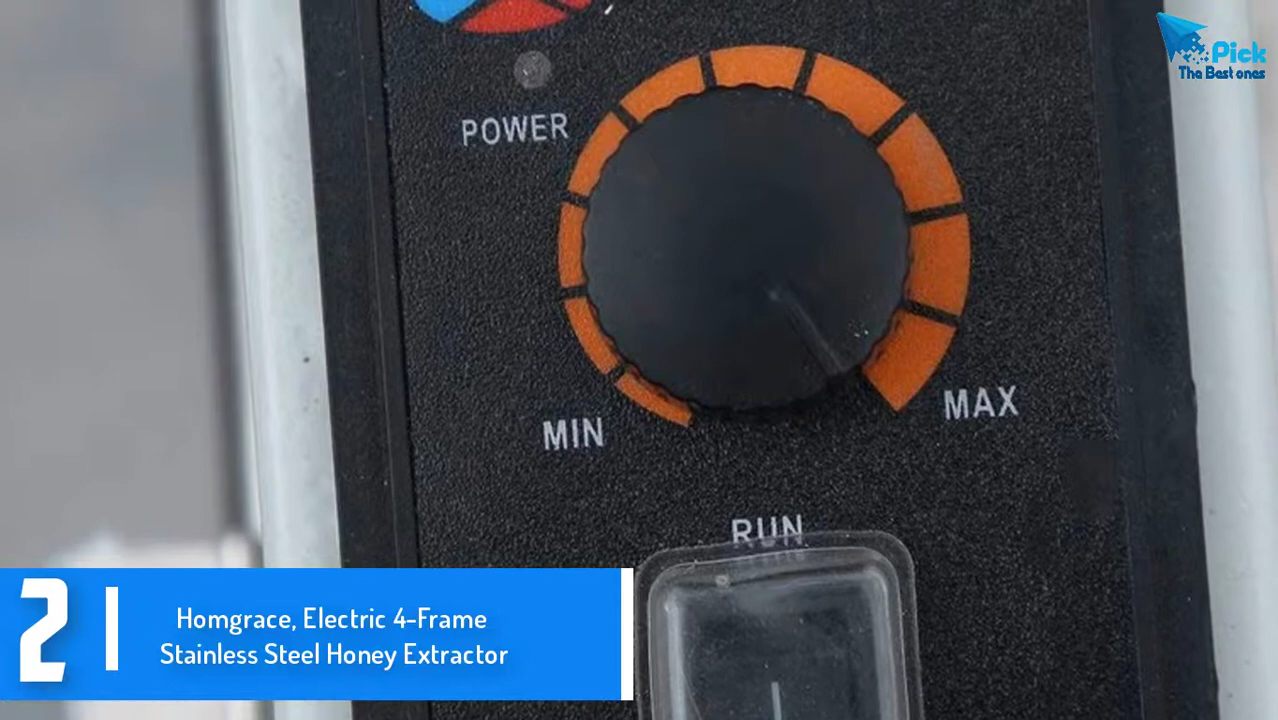 Pick
The Best ones
POWER
MIN
MAX
RUN
2
Homgrace, Electric 4-Frame
Stainless Steel Honey Extractor